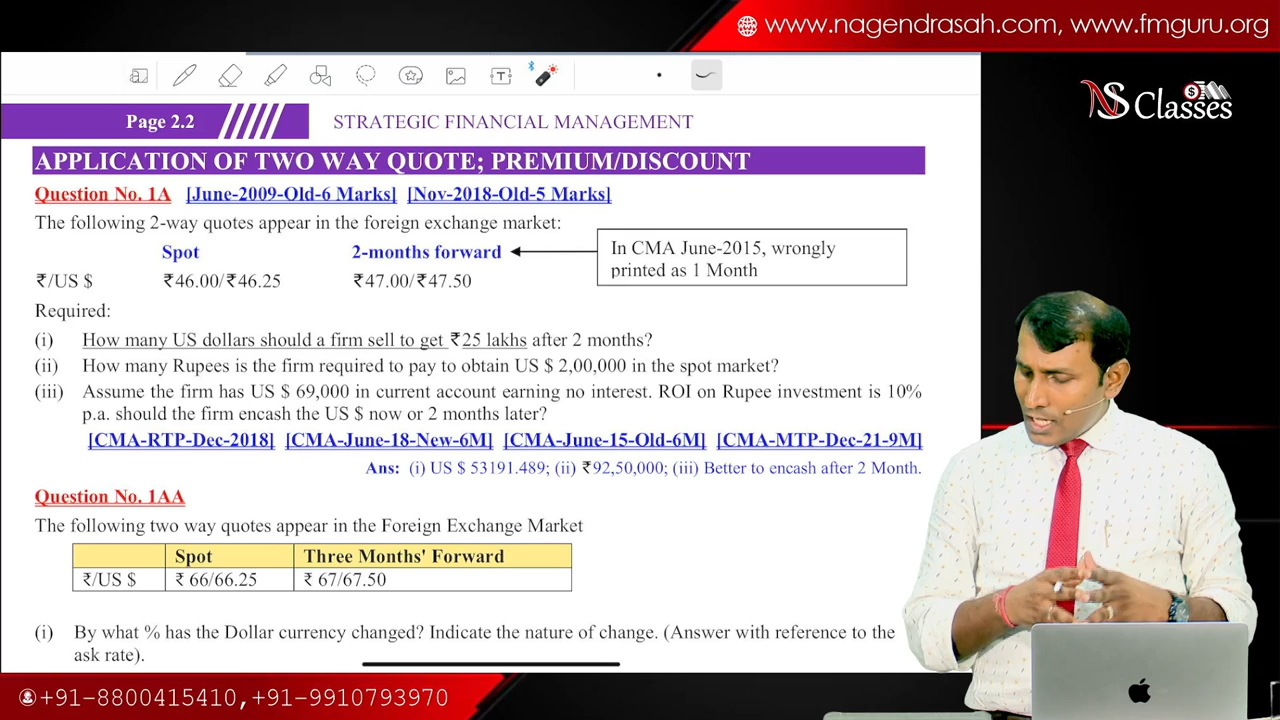 www.nagendrasah.com, www.fmguru.org
NS Classes
Page 2.2 STRATEGIC FINANCIAL MANAGEMENT
APPLICATION OF TWO WAY QUOTE; PREMIUM/DISCOUNT
Question No. 1A [June-2009-Old-6 Marks] [Nov-2018-Old-5 Marks]
The following 2-way quotes appear in the foreign exchange market:
Spot 2-months forward
In CMA June-2015, wrongly
printed as 1 Month
₹/US $ ₹46.00/₹46.25 ₹47.00/₹47.50
Required:
(i) How many US dollars should a firm sell to get ₹25 lakhs after 2 months?
(ii) How many Rupees is the firm required to pay to obtain US $ 2,00,000 in the spot market?
(iii) Assume the firm has US $ 69,000 in current account earning no interest. ROI on Rupee investment is 10%
p.a. should the firm encash the US $ now or 2 months later?
[CMA-RTP-Dec-2018] [CMA-June-18-New-6M] [CMA-June-15-Old-6M] [CMA-MTP-Dec-21-9M]
Ans: (i) US $ 53191.489; (ii) ₹92,50,000; (iii) Better to encash after 2 Month.
Question No. 1AA
The following two way quotes appear in the Foreign Exchange Market
Spot Three Months' Forward
₹/US $ ₹ 66/66.25 ₹ 67/67.50
(i) By what % has the Dollar currency changed? Indicate the nature of change. (Answer with reference to the
ask rate).
+91-8800415410,+91-9910793970